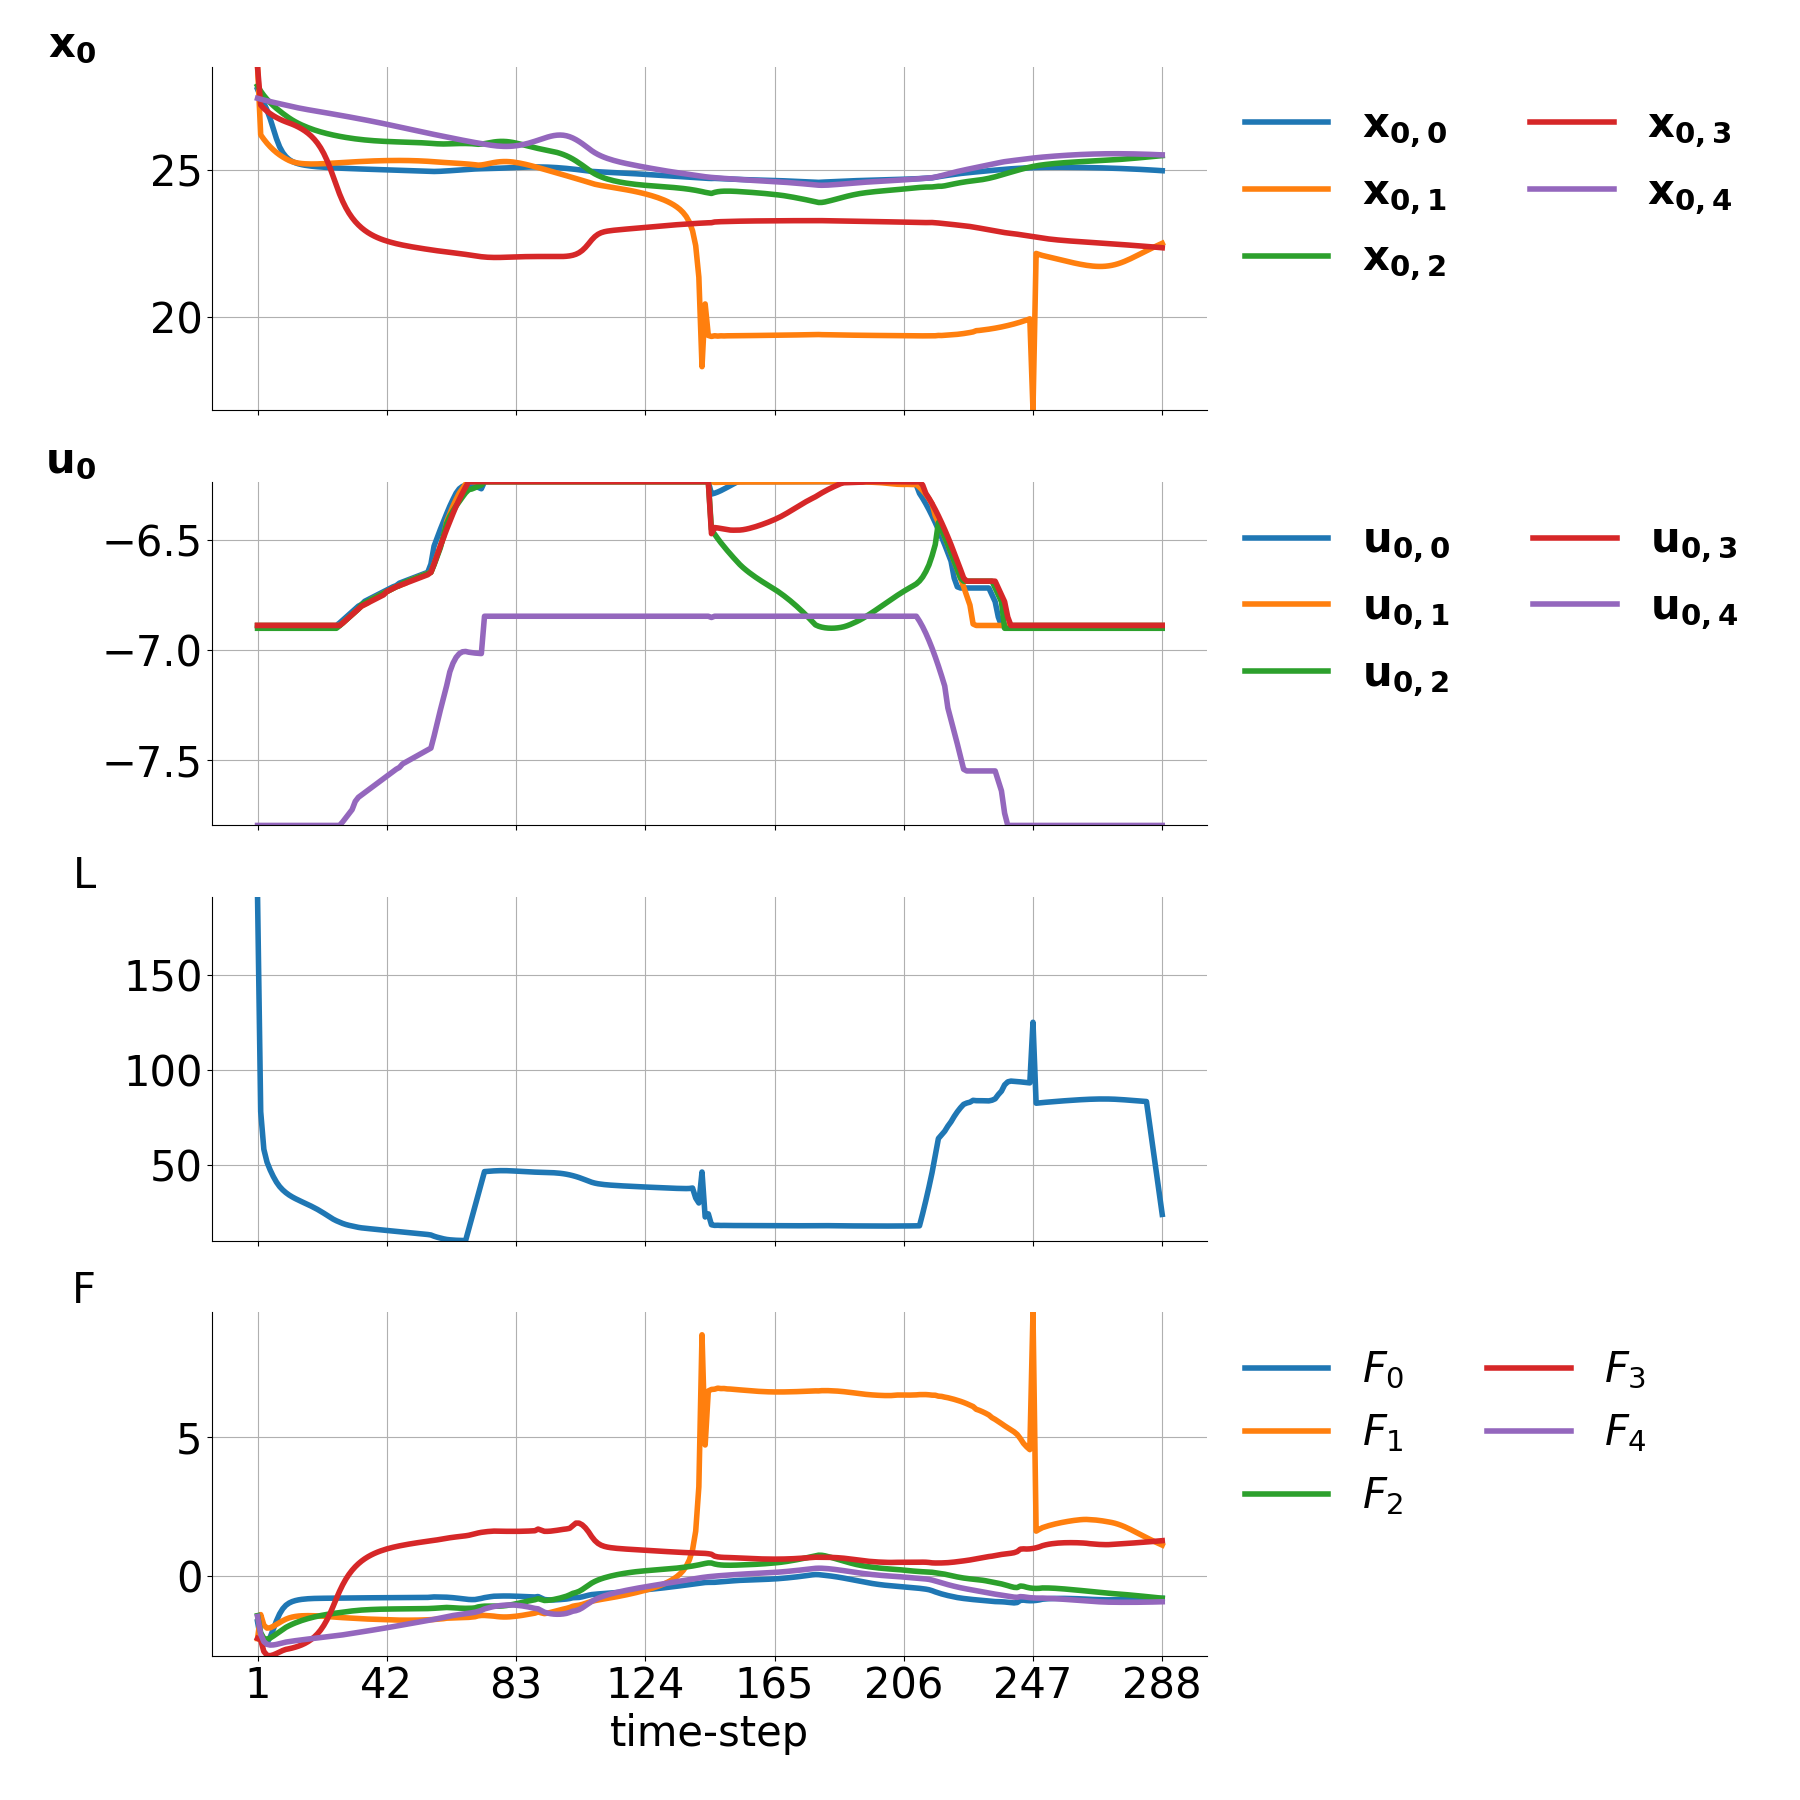 x0
25
20
x0,0 x0,3
x0,1 x0,4
x0,2
u0
−6.5
−7.0
−7.5
u0,0 u0,3
u0,1 u0,4
u0,2
L
150
100
50
F
5
0
F0 F3
F1 F4
F2
1 42 83 124 165 206 247 288
time-step